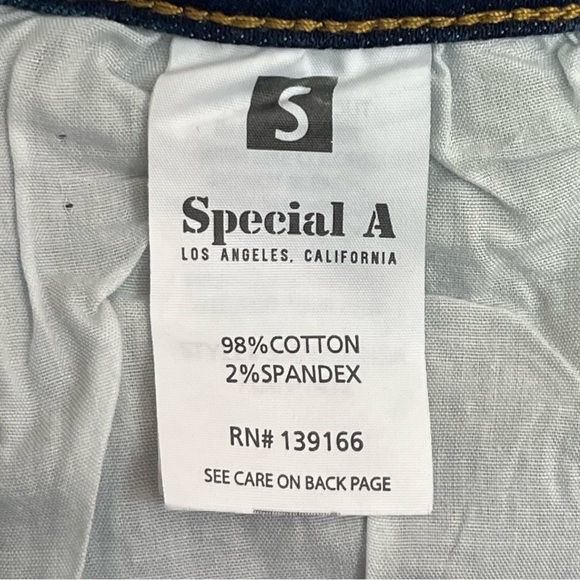 S
Special A
LOS ANGELES, CALIFORNIA
98%COTTON
2%SPANDEX
RN# 139166
SEE CARE ON BACK PAGE